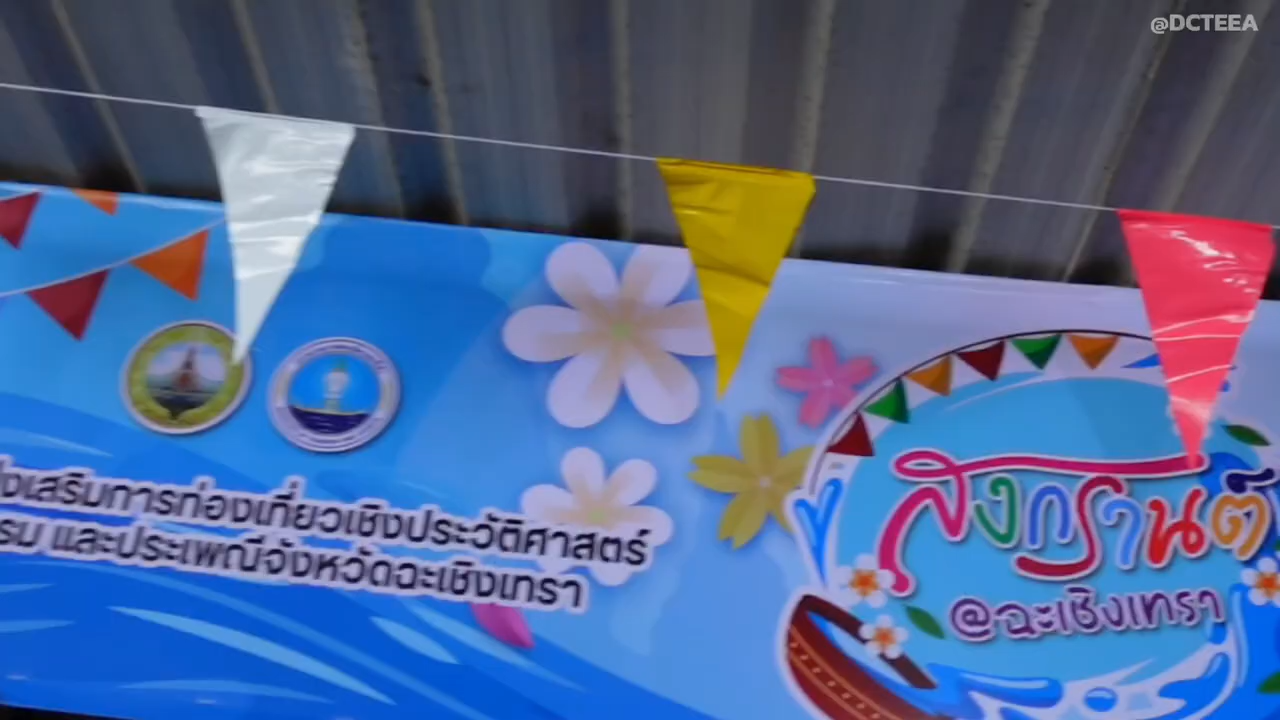 @DCTEEA
ส่งเสริมการท่องเที่ยวเชิงประวัติศาสตร์
และประเพณีจังหวัดฉะเชิงเทรา
สงกรานต์
@ฉะเชิงเทรา